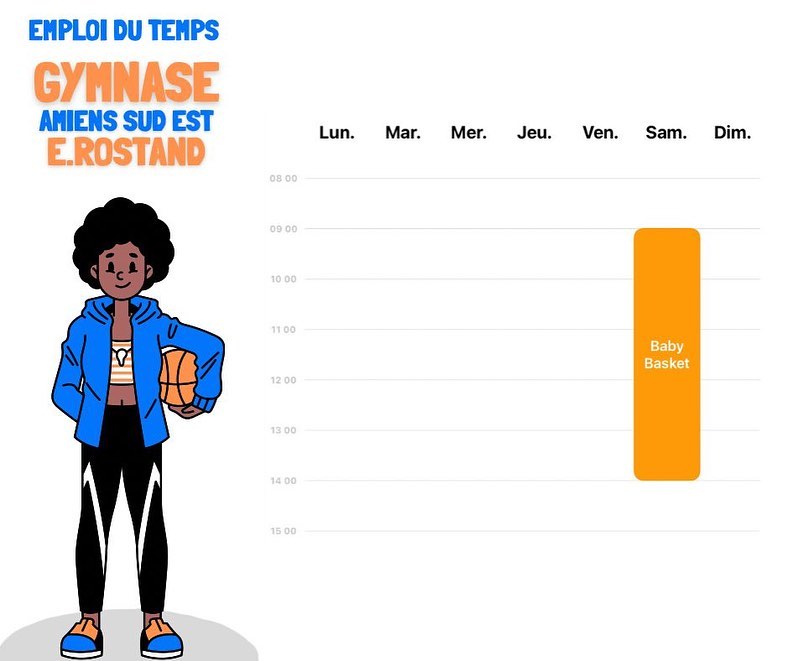 EMPLOI DU TEMPS
GYMNASE
AMIENS SUD EST
E.ROSTAND
Lun. Mar. Mer. Jeu. Ven. Sam. Dim.
08 00
09 00
10 00
11 00
Baby
Basket
12 00
13 00
14 00
15 00